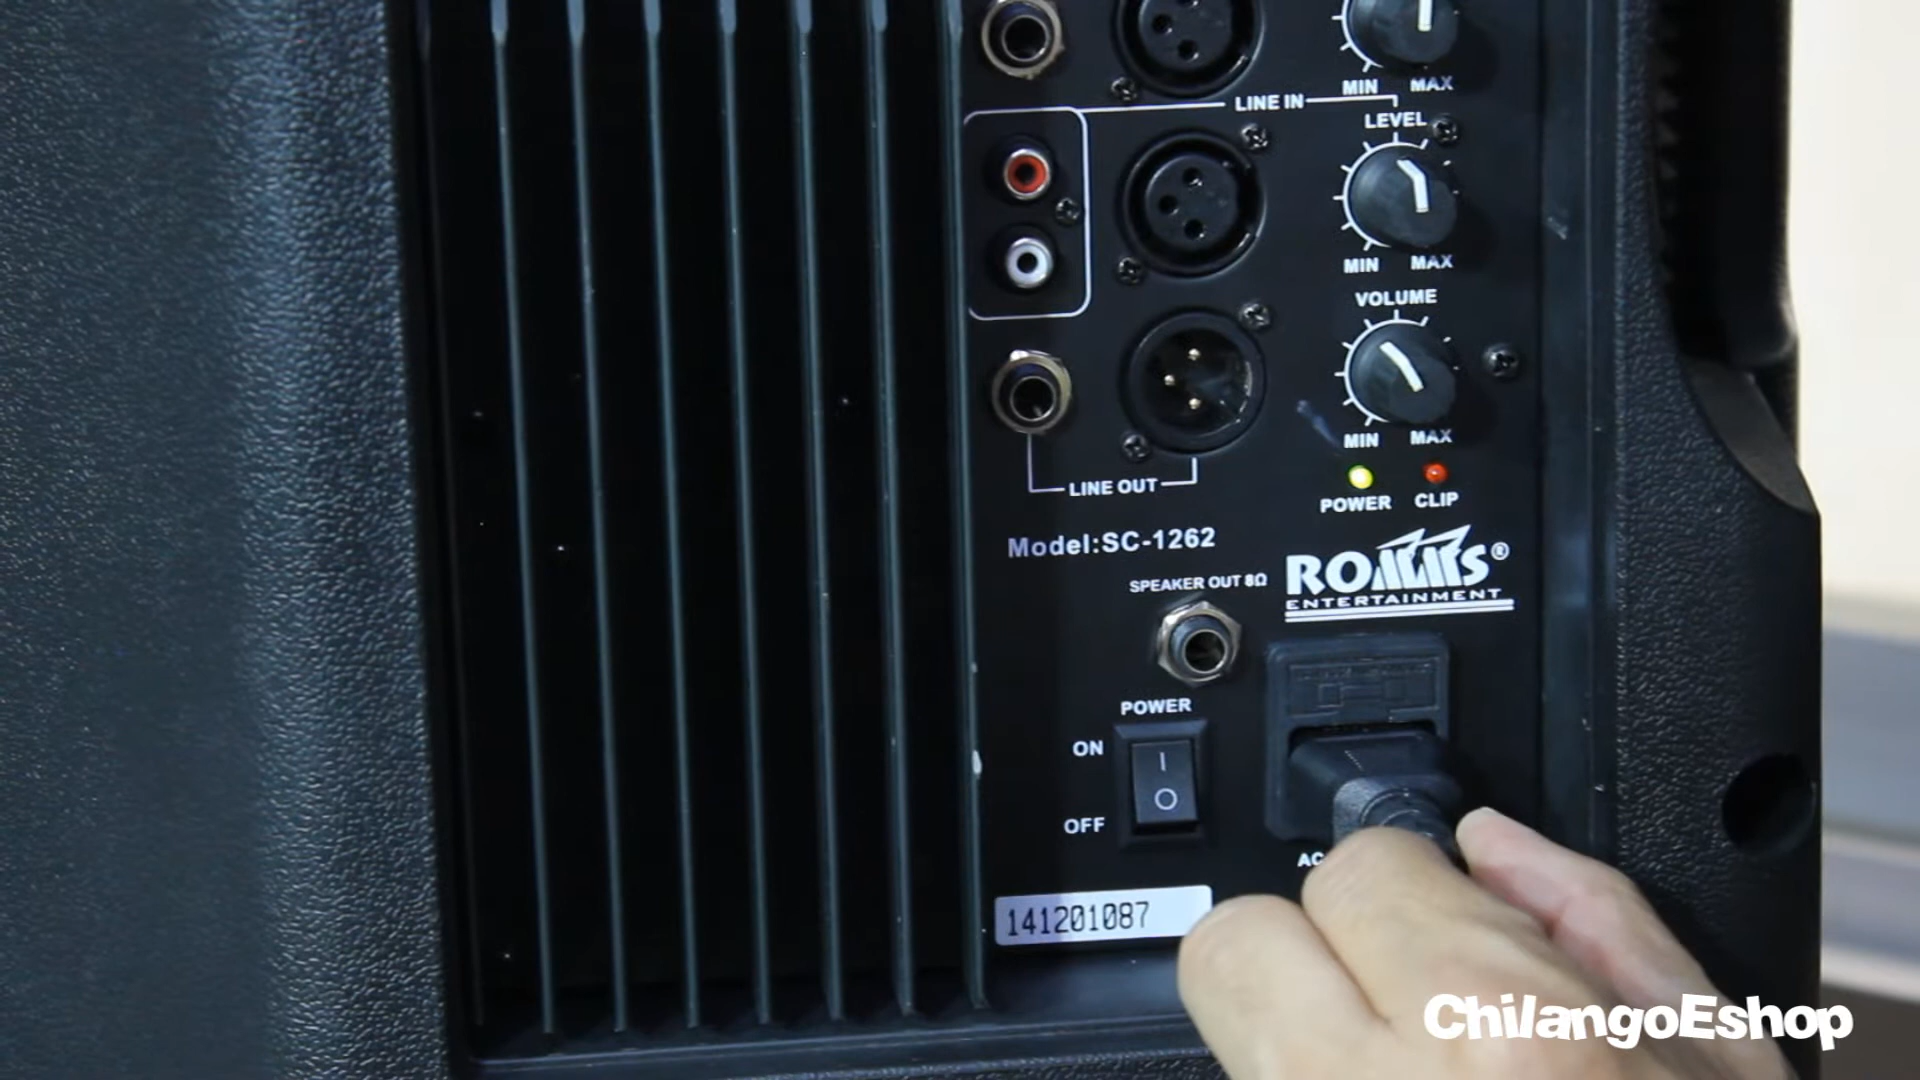 MIN MAX
LINE IN
LEVEL
MIN MAX
VOLUME
MIN MAX
LINE OUT
POWER CLIP
Model:SC-1262
SPEAKER OUT 8Ω
ROMMS®
ENTERTAINMENT
POWER
ON
I
O
OFF
AC
141201087
ChilangoEshop